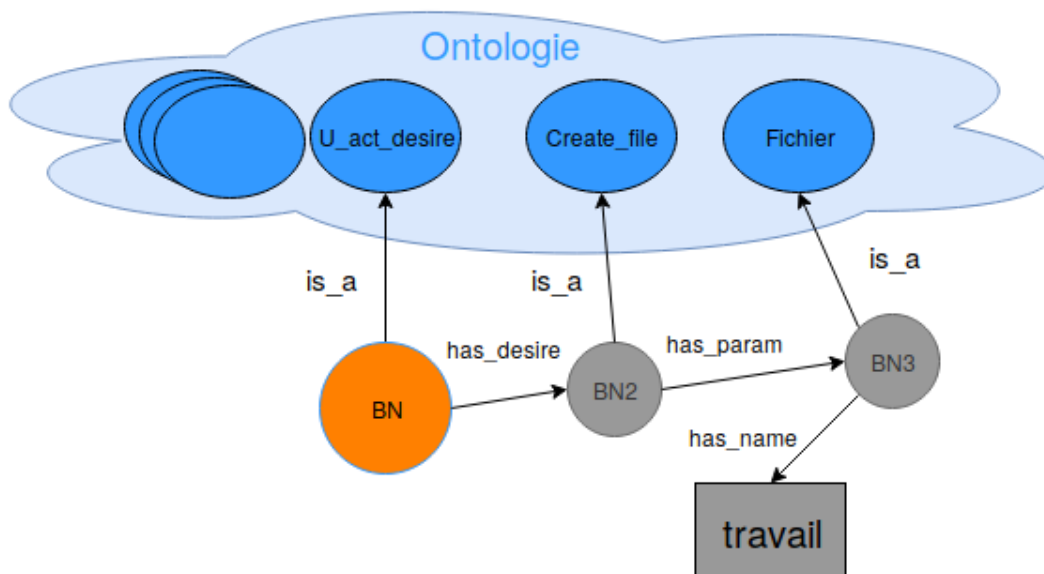 Ontologie
U_act_desire
Create_file
Fichier
is_a
is_a
is_a
has_desire
has_param
BN
BN2
BN3
has_name
travail